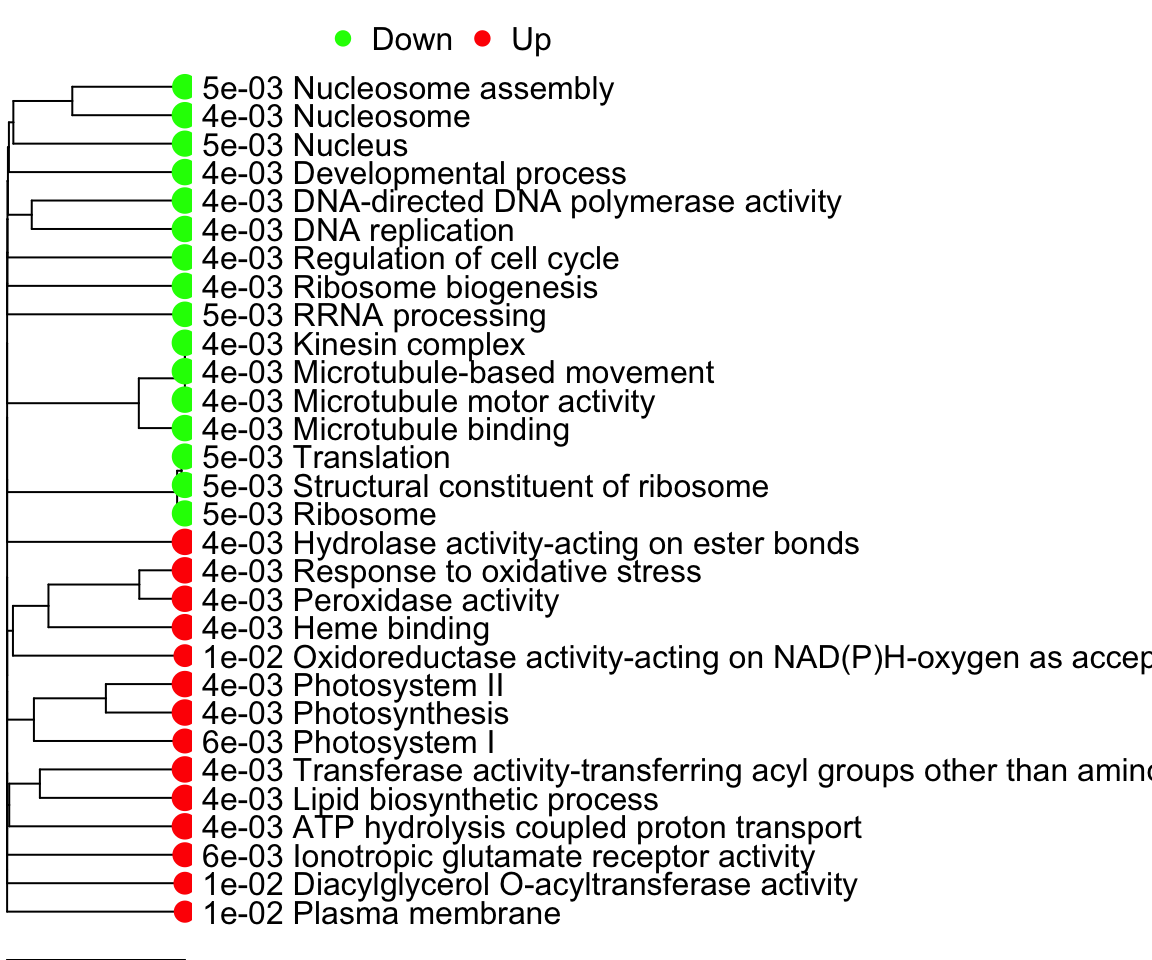 Down Up
5e-03 Nucleosome assembly
4e-03 Nucleosome
5e-03 Nucleus
4e-03 Developmental process
4e-03 DNA-directed DNA polymerase activity
4e-03 DNA replication
4e-03 Regulation of cell cycle
4e-03 Ribosome biogenesis
5e-03 RRNA processing
4e-03 Kinesin complex
4e-03 Microtubule-based movement
4e-03 Microtubule motor activity
4e-03 Microtubule binding
5e-03 Translation
5e-03 Structural constituent of ribosome
5e-03 Ribosome
4e-03 Hydrolase activity-acting on ester bonds
4e-03 Response to oxidative stress
4e-03 Peroxidase activity
4e-03 Heme binding
1e-02 Oxidoreductase activity-acting on NAD(P)H-oxygen as accep
4e-03 Photosystem II
4e-03 Photosynthesis
6e-03 Photosystem I
4e-03 Transferase activity-transferring acyl groups other than amino
4e-03 Lipid biosynthetic process
4e-03 ATP hydrolysis coupled proton transport
6e-03 Ionotropic glutamate receptor activity
1e-02 Diacylglycerol O-acyltransferase activity
1e-02 Plasma membrane